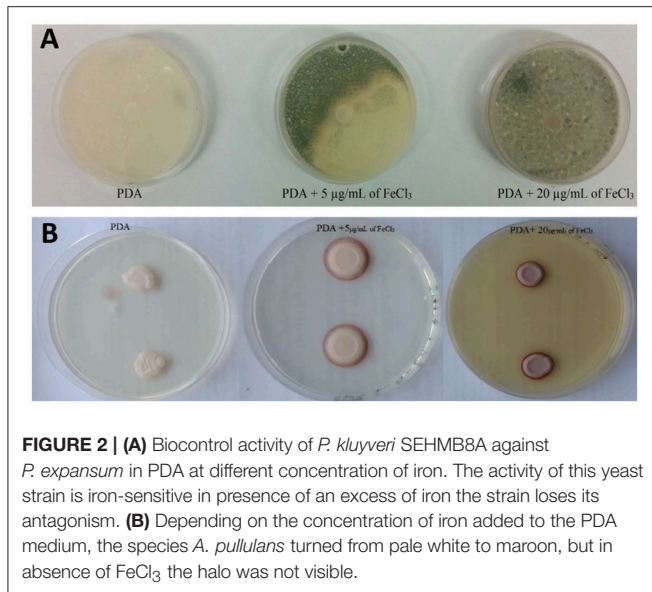 A
PDA
PDA + 5 µg/mL of FeCl₃
PDA + 20 µg/mL of FeCl₃
B
PDA
PDA +5µg/mL of FeCl₃
PDA+ 20µg/mL of FeCl₃
FIGURE 2 | (A) Biocontrol activity of P. kluyveri SEHMB8A against
P. expansum in PDA at different concentration of iron. The activity of this yeast
strain is iron-sensitive in presence of an excess of iron the strain loses its
antagonism. (B) Depending on the concentration of iron added to the PDA
medium, the species A. pullulans turned from pale white to maroon, but in
absence of FeCl₃ the halo was not visible.